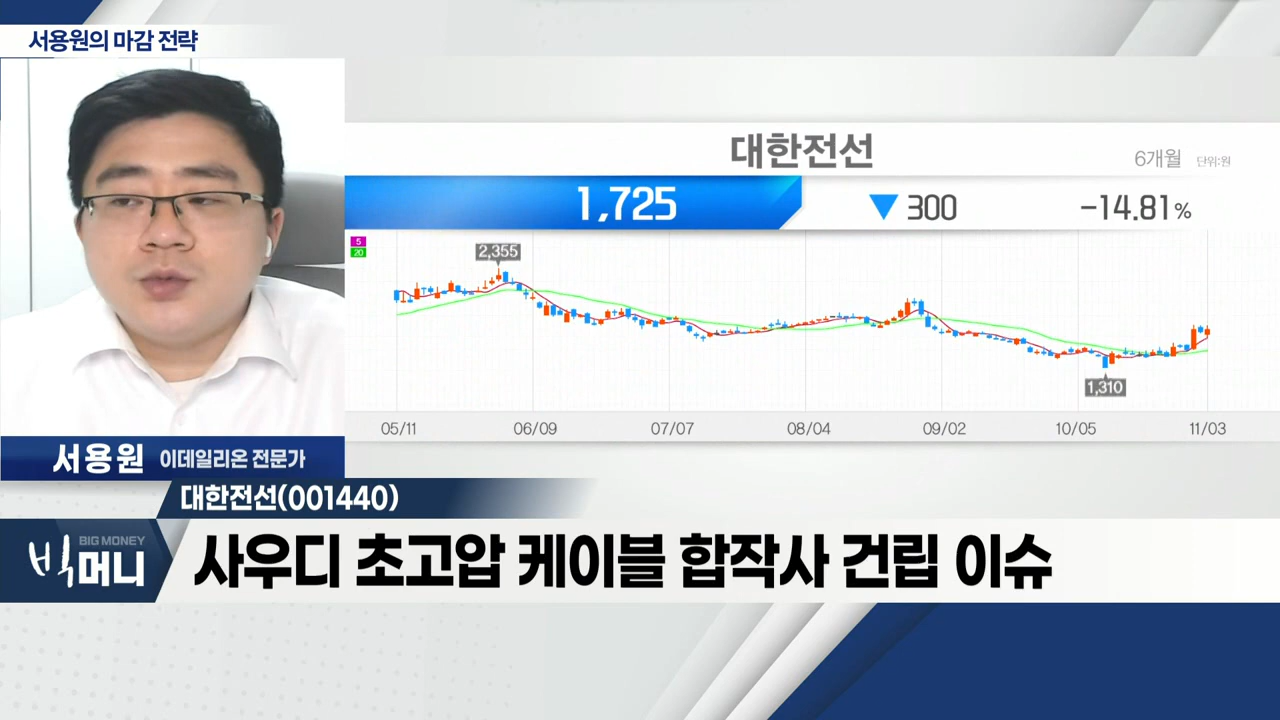 서용원의 마감 전략
대한전선
6개월 단위:원
1,725 ▼300 -14.81%
5
20
2,355
1,310
05/11 06/09 07/07 08/04 09/02 10/05 11/03
서용원 이데일리온 전문가
대한전선(001440)
BIG MONEY
빅머니
사우디 초고압 케이블 합작사 건립 이슈